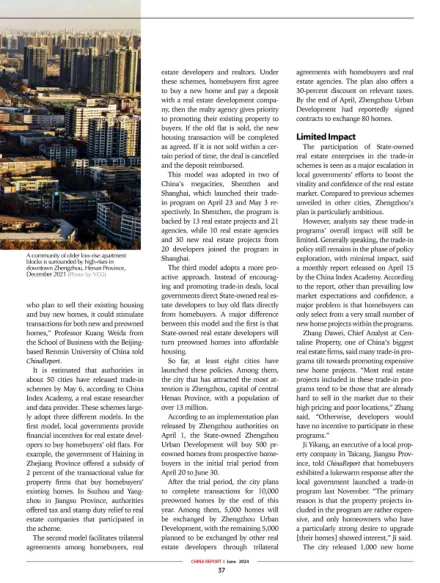 A community of older low-rise apartment
blocks is surrounded by high-rises in
downtown Zhengzhou, Henan Province,
December 2021 (Photo by VCG)
who plan to sell their existing housing
and buy new homes, it could stimulate
transactions for both new and preowned
homes,” Professor Kuang Weida from
the School of Business with the Beijing-
based Renmin University of China told
ChinaReport.
It is estimated that authorities in
about 50 cities have released trade-in
schemes by May 6, according to China
Index Academy, a real estate researcher
and data provider. These schemes large-
ly adopt three different models. In the
first model, local governments provide
financial incentives for real estate devel-
opers to buy homebuyers’ old flats. For
example, the government of Haining in
Zhejiang Province offered a subsidy of
2 percent of the transactional value for
property firms that buy homebuyers’
existing homes. In Suzhou and Yang-
zhou in Jiangsu Province, authorities
offered tax and stamp duty relief to real
estate companies that participated in
the scheme.
The second model facilitates trilateral
agreements among homebuyers, real
estate developers and realtors. Under
these schemes, homebuyers first agree
to buy a new home and pay a deposit
with a real estate development compa-
ny, then the realty agency gives priority
to promoting their existing property to
buyers. If the old flat is sold, the new
housing transaction will be completed
as agreed. If it is not sold within a cer-
tain period of time, the deal is cancelled
and the deposit reimbursed.
This model was adopted in two of
China’s megacities, Shenzhen and
Shanghai, which launched their trade-
in program on April 23 and May 3 re-
spectively. In Shenzhen, the program is
backed by 13 real estate projects and 21
agencies, while 10 real estate agencies
and 30 new real estate projects from
20 developers joined the program in
Shanghai.
The third model adopts a more pro-
active approach. Instead of encourag-
ing and promoting trade-in deals, local
governments direct State-owned real es-
tate developers to buy old flats directly
from homebuyers. A major difference
between this model and the first is that
State-owned real estate developers will
turn preowned homes into affordable
housing.
So far, at least eight cities have
launched these policies. Among them,
the city that has attracted the most at-
tention is Zhengzhou, capital of central
Henan Province, with a population of
over 13 million.
According to an implementation plan
released by Zhengzhou authorities on
April 1, the State-owned Zhengzhou
Urban Development will buy 500 pre-
owned homes from prospective home-
buyers in the initial trial period from
April 20 to June 30.
After the trial period, the city plans
to complete transactions for 10,000
preowned homes by the end of this
year. Among them, 5,000 homes will
be exchanged by Zhengzhou Urban
Development, with the remaining 5,000
planned to be exchanged by other real
estate developers through trilateral
agreements with homebuyers and real
estate agencies. The plan also offers a
30-percent discount on relevant taxes.
By the end of April, Zhengzhou Urban
Development had reportedly signed
contracts to exchange 80 homes.
Limited Impact
The participation of State-owned
real estate enterprises in the trade-in
schemes is seen as a major escalation in
local governments’ efforts to boost the
vitality and confidence of the real estate
market. Compared to previous schemes
unveiled in other cities, Zhengzhou’s
plan is particularly ambitious.
However, analysts say these trade-in
programs’ overall impact will still be
limited. Generally speaking, the trade-in
policy still remains in the phase of policy
exploration, with minimal impact, said
a monthly report released on April 15
by the China Index Academy. According
to the report, other than prevailing low
market expectations and confidence, a
major problem is that homebuyers can
only select from a very small number of
new home projects within the programs.
Zhang Dawei, Chief Analyst at Cen-
taline Property, one of China’s biggest
real estate firms, said many trade-in pro-
grams tilt towards promoting expensive
new home projects. “Most real estate
projects included in these trade-in pro-
grams tend to be those that are already
hard to sell in the market due to their
high pricing and poor locations,” Zhang
said, “Otherwise, developers would
have no incentive to participate in these
programs.”
Ji Yikang, an executive of a local prop-
erty company in Taicang, Jiangsu Prov-
ince, told ChinaReport that homebuyers
exhibited a lukewarm response after the
local government launched a trade-in
program last November. “The primary
reason is that the property projects in-
cluded in the program are rather expen-
sive, and only homeowners who have
a particularly strong desire to upgrade
[their homes] showed interest,” Ji said.
The city released 1,000 new home
CHINA REPORT I June 2024
37